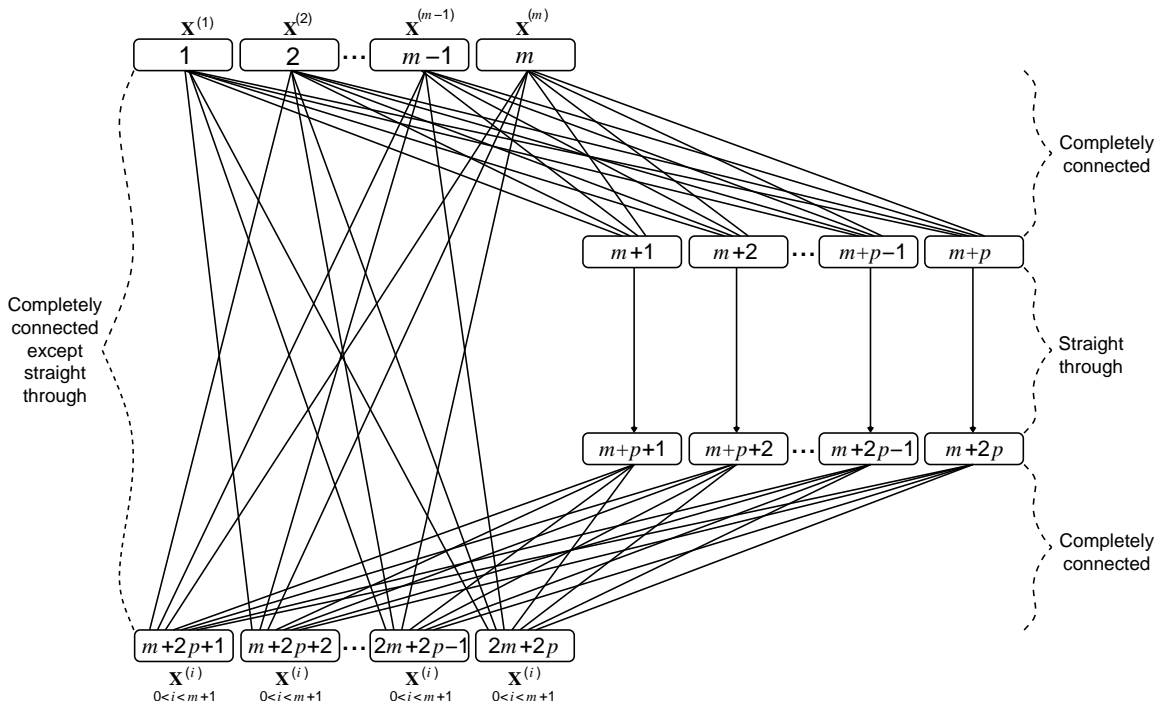 X^(1) X^(2) X^(m−1) X^(m)
1 2 ... m−1 m
Completely
connected
m+1 m+2 ... m+p−1 m+p
Completely
connected
except
straight
through
Straight
through
m+p+1 m+p+2 ... m+2p−1 m+2p
Completely
connected
m+2p+1 m+2p+2 ... 2m+2p−1 2m+2p
X^(i) X^(i) X^(i) X^(i)
0<i<m+1 0<i<m+1 0<i<m+1 0<i<m+1